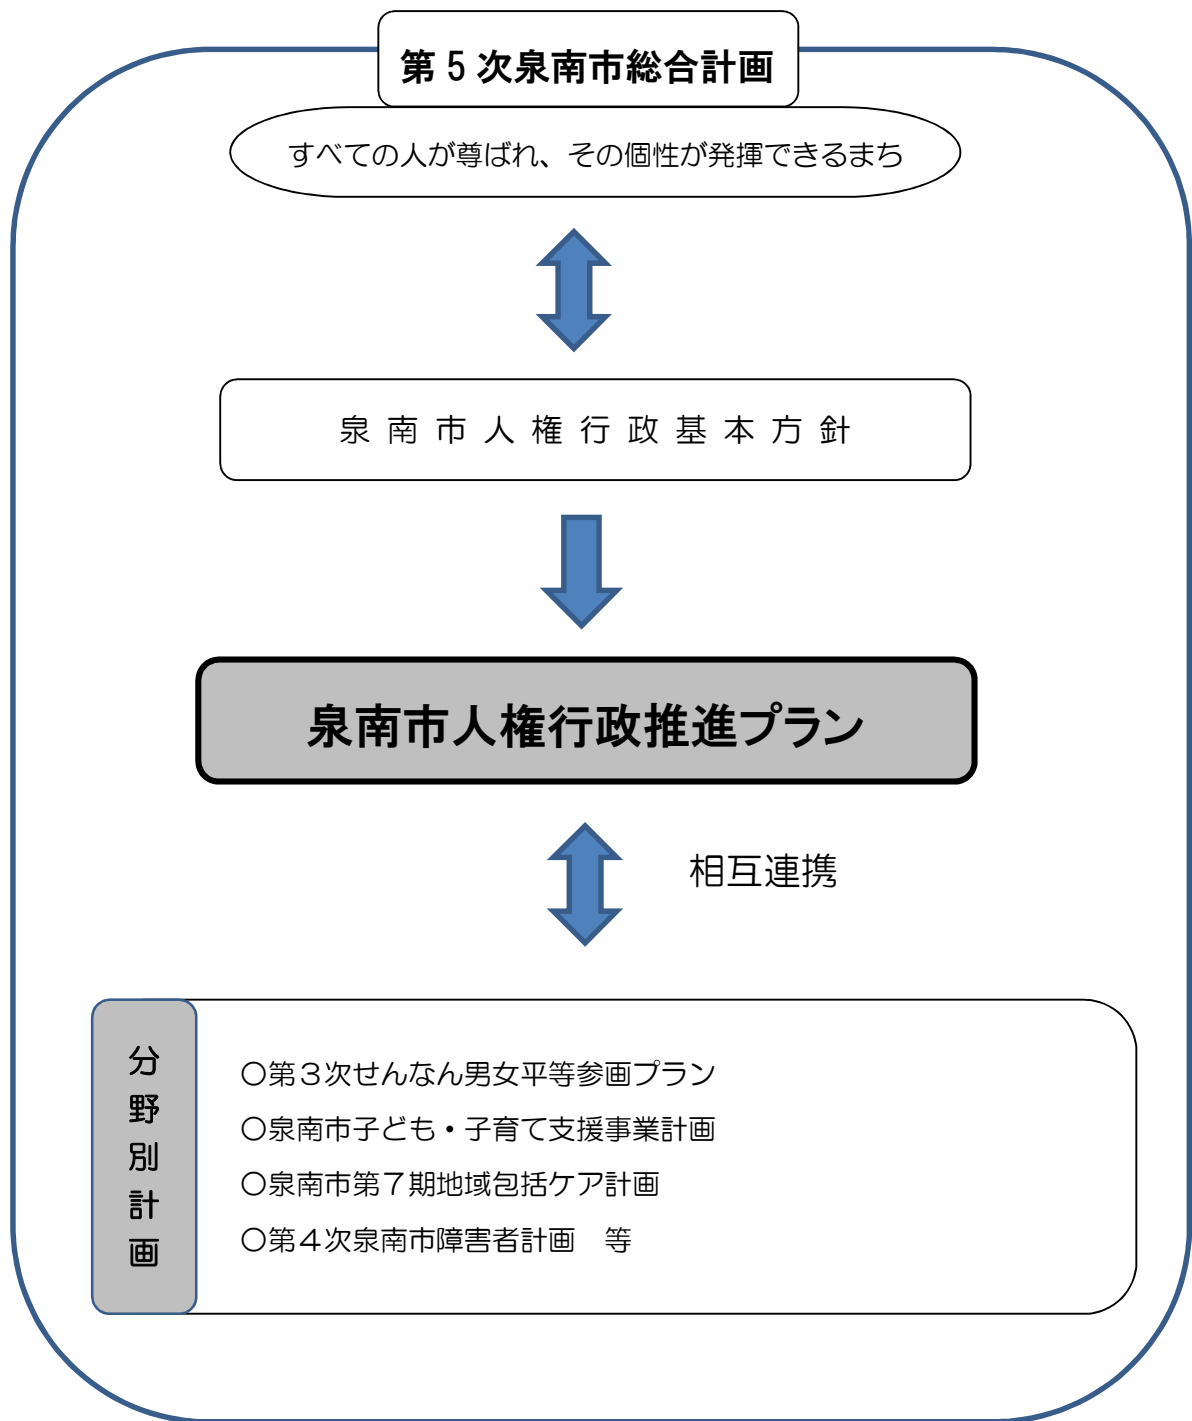 第５次泉南市総合計画
すべての人が尊ばれ、その個性が発揮できるまち
泉南市人権行政基本方針
泉南市人権行政推進プラン
相互連携
分野別計画
〇第３次せんなん男女平等参画プラン
〇泉南市子ども・子育て支援事業計画
〇泉南市第７期地域包括ケア計画
〇第４次泉南市障害者計画　等